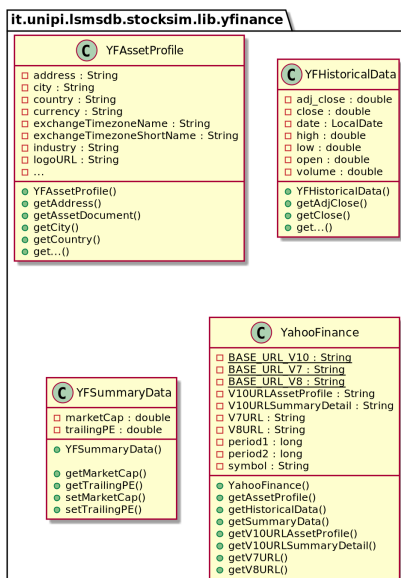 it.unipi.lsmsdb.stocksim.lib.yfinance
C YFAssetProfile
address : String
city : String
country : String
currency : String
exchangeTimezoneName : String
exchangeTimezoneShortName : String
industry : String
logoURL : String
...
YFAssetProfile()
getAddress()
getAssetDocument()
getCity()
getCountry()
get...()
C YFHistoricalData
adj_close : double
close : double
date : LocalDate
high : double
low : double
open : double
volume : double
YFHistoricalData()
getAdjClose()
getClose()
get...()
C YFSummaryData
marketCap : double
trailingPE : double
YFSummaryData()
getMarketCap()
getTrailingPE()
setMarketCap()
setTrailingPE()
C YahooFinance
BASE_URL_V10 : String
BASE_URL_V7 : String
BASE_URL_V8 : String
V10URLAssetProfile : String
V10URLSummaryDetail : String
V7URL : String
V8URL : String
period1 : long
period2 : long
symbol : String
YahooFinance()
getAssetProfile()
getHistoricalData()
getSummaryData()
getV10URLAssetProfile()
getV10URLSummaryDetail()
getV7URL()
getV8URL()